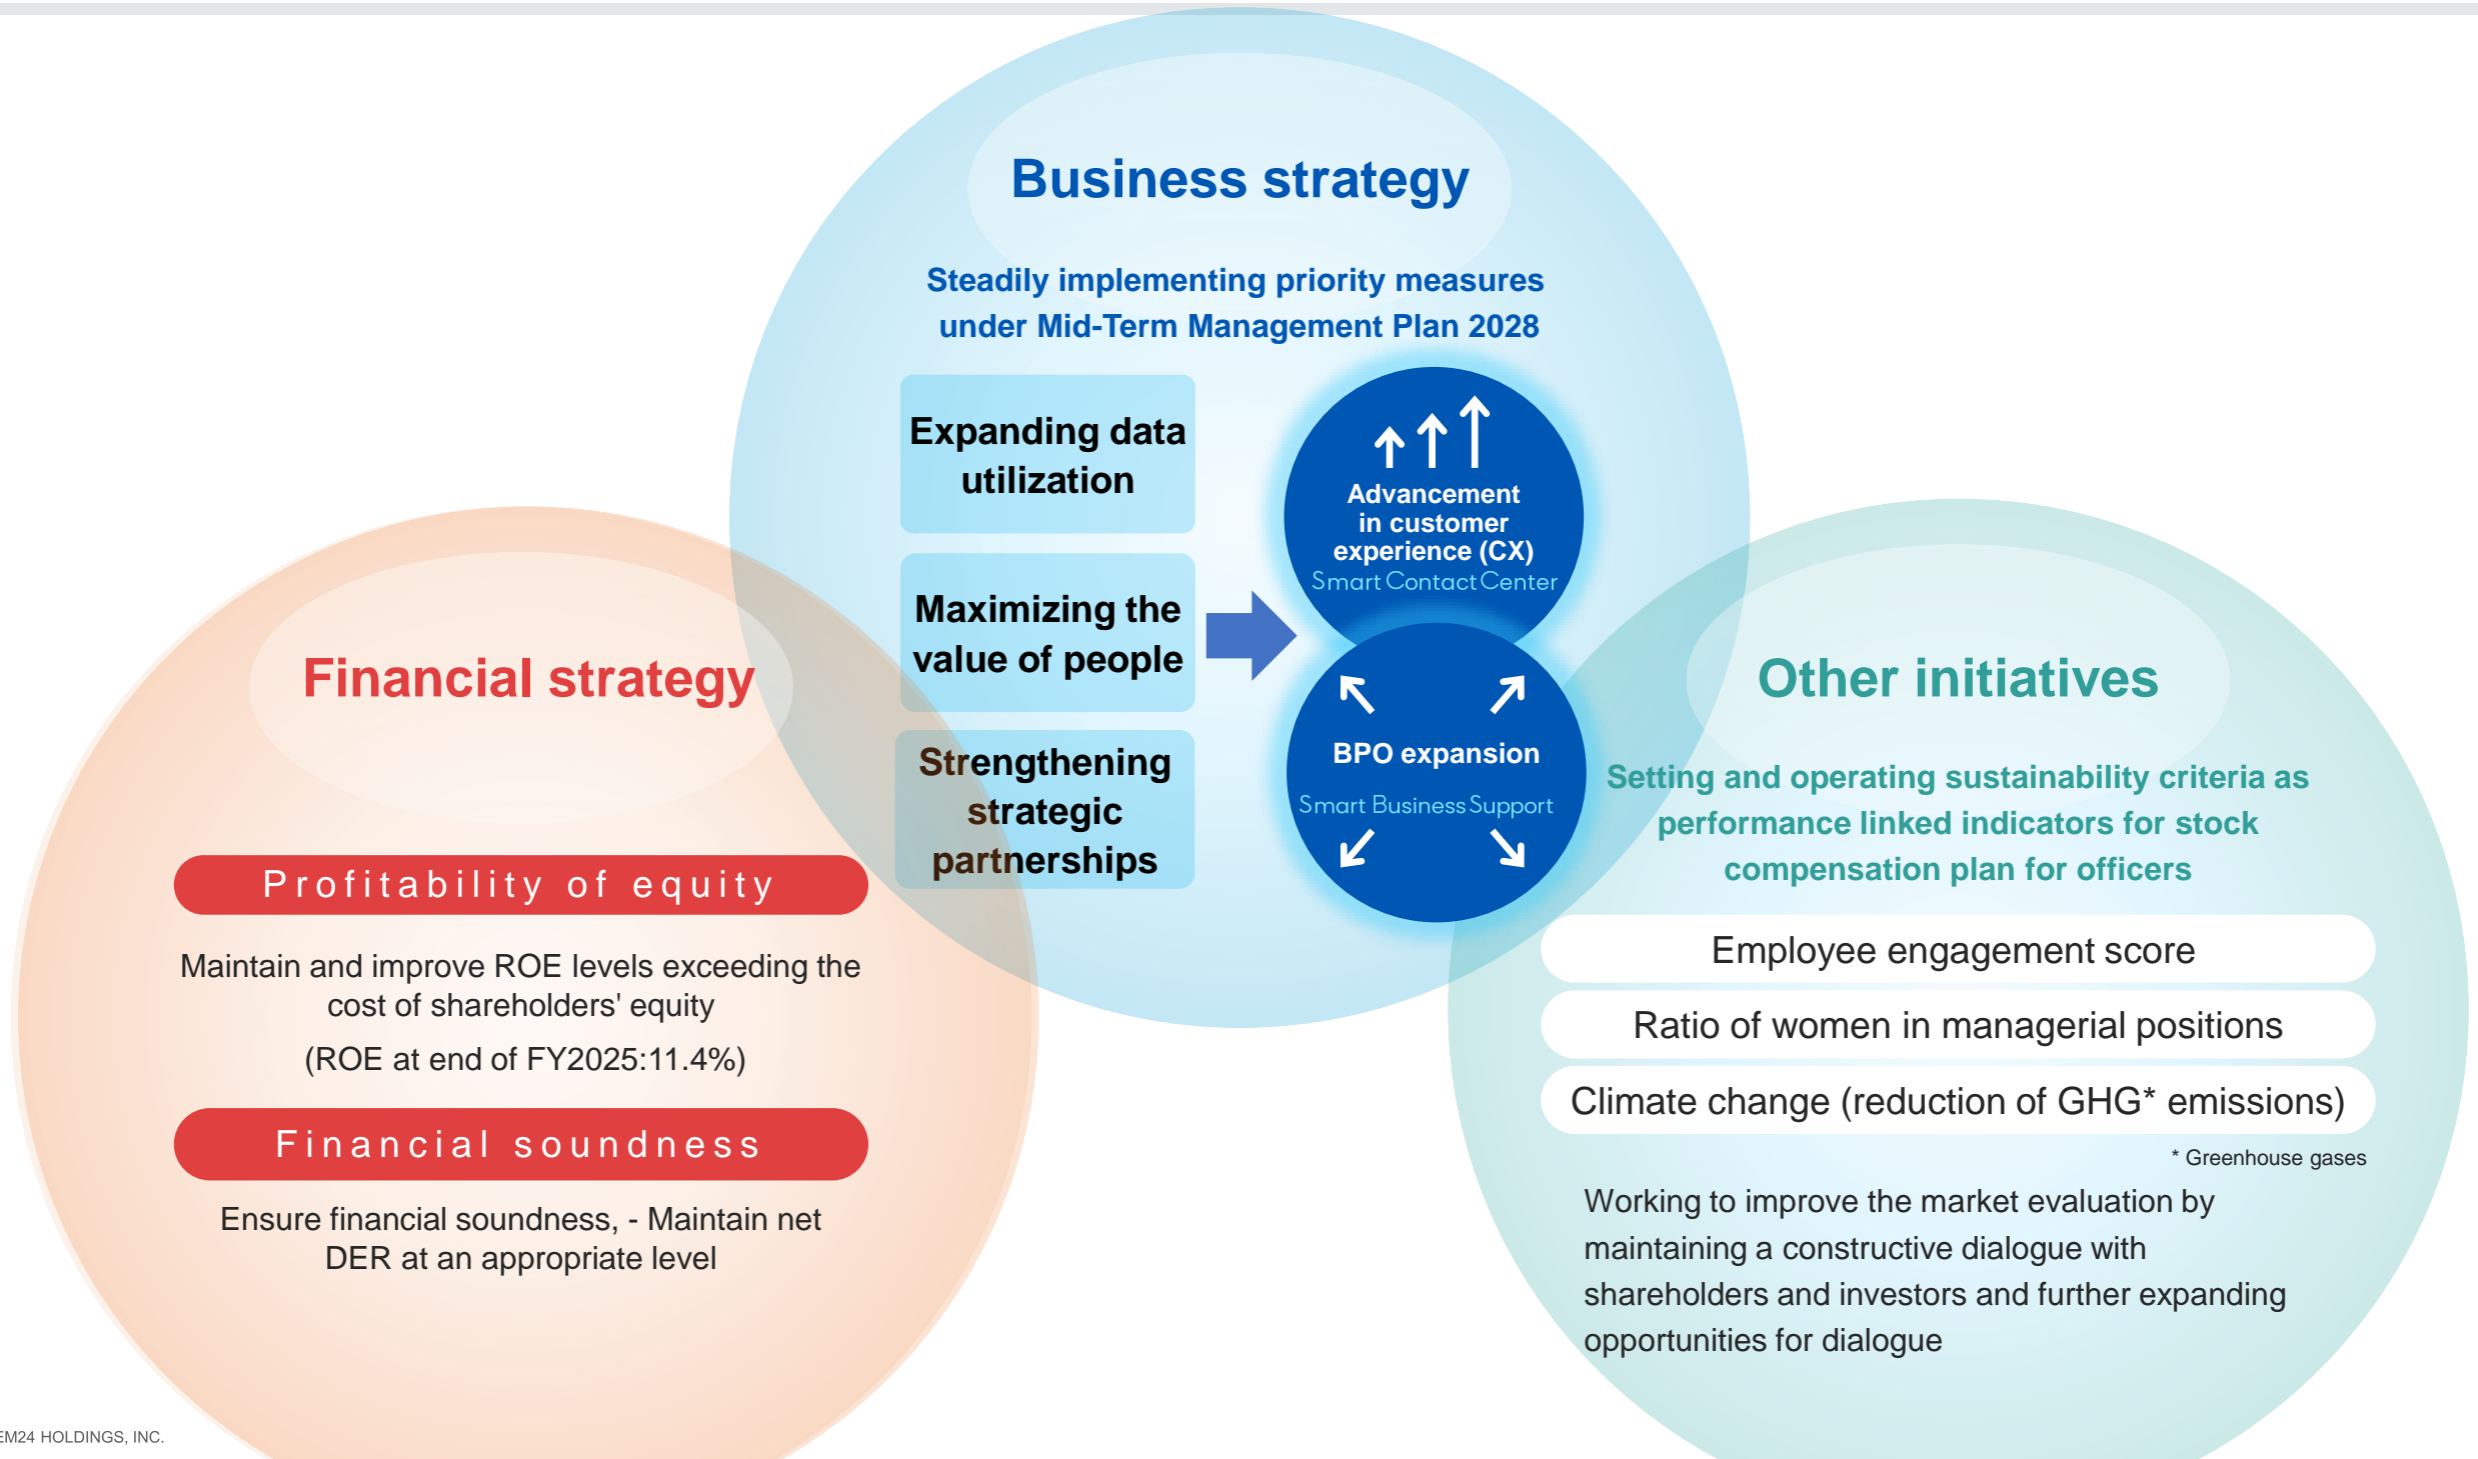 Business strategy
Steadily implementing priority measures
under Mid-Term Management Plan 2028
Expanding data
utilization
Maximizing the
value of people
Strengthening
strategic
partnerships
Advancement
in customer
experience (CX)
Smart Contact Center
BPO expansion
Smart Business Support
Financial strategy
Profitability of equity
Maintain and improve ROE levels exceeding the
cost of shareholders' equity
(ROE at end of FY2025:11.4%)
Financial soundness
Ensure financial soundness, - Maintain net
DER at an appropriate level
Other initiatives
Setting and operating sustainability criteria as
performance linked indicators for stock
compensation plan for officers
Employee engagement score
Ratio of women in managerial positions
Climate change (reduction of GHG* emissions)
* Greenhouse gases
Working to improve the market evaluation by
maintaining a constructive dialogue with
shareholders and investors and further expanding
opportunities for dialogue
EM24 HOLDINGS, INC.